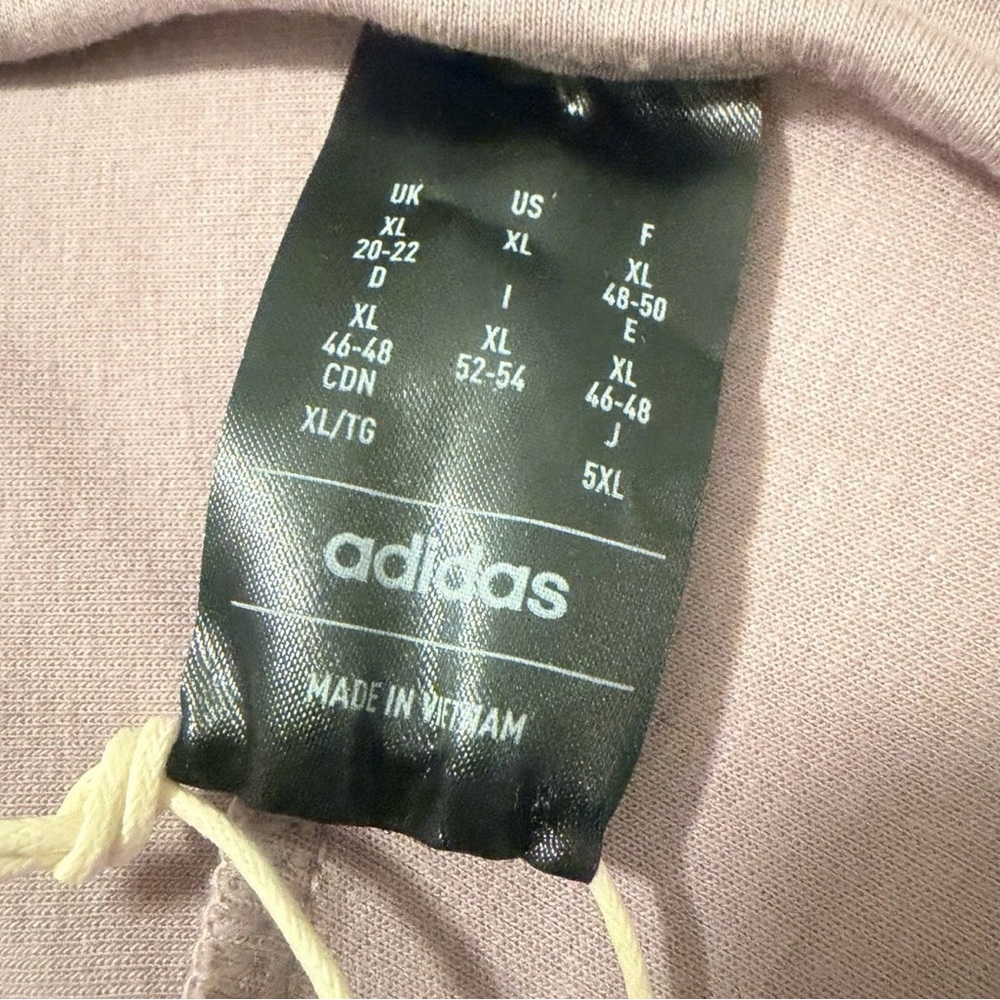 UK US F
XL XL XL
20-22 48-50
D I E
XL XL XL
46-48 52-54 46-48
CDN J
XL/TG 5XL
adidas
MADE IN VIETNAM